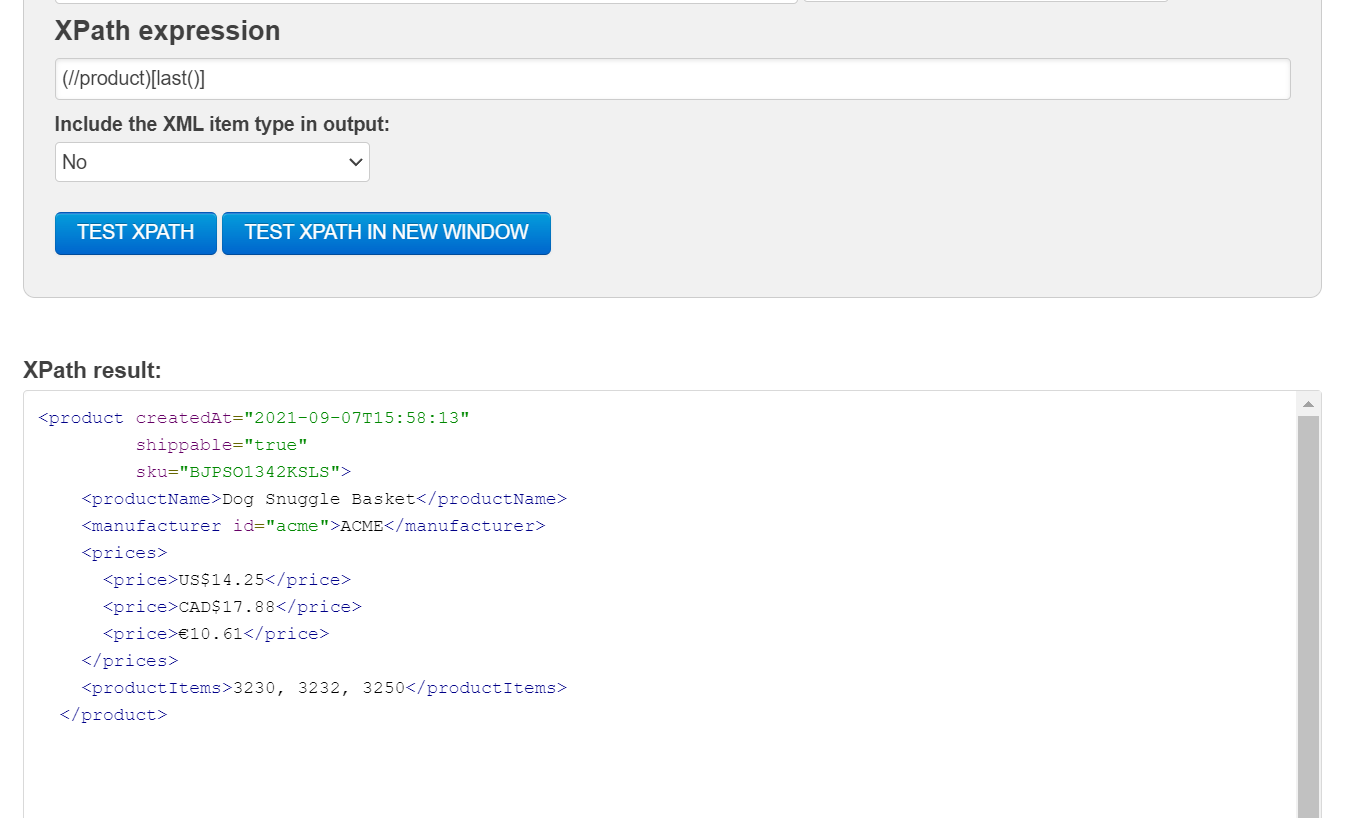 XPath expression
(//product)[last()]
Include the XML item type in output:
No
TEST XPATH TEST XPATH IN NEW WINDOW
XPath result:
<product createdAt="2021-09-07T15:58:13"
shippable="true"
sku="BJPSO1342KSLS">
<productName>Dog Snuggle Basket</productName>
<manufacturer id="acme">ACME</manufacturer>
<prices>
<price>US$14.25</price>
<price>CAD$17.88</price>
<price>€10.61</price>
</prices>
<productItems>3230, 3232, 3250</productItems>
</product>